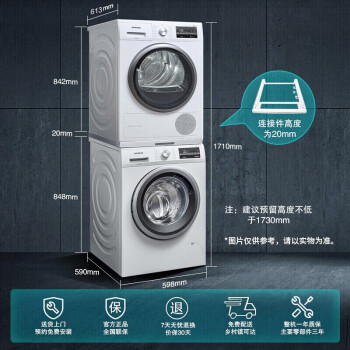 613mm
842mm
20mm
848mm
590mm
598mm
1710mm
连接件高度
为20mm
注：建议预留高度不低
于1730mm
*图片仅供参考，请以实物为准。
保
退
送货上门
预约免费安装
官方正品
全国联保
7天无忧退换
价保30天
免费配送
乡村镇可达
整机一年质保
主要零部件三年